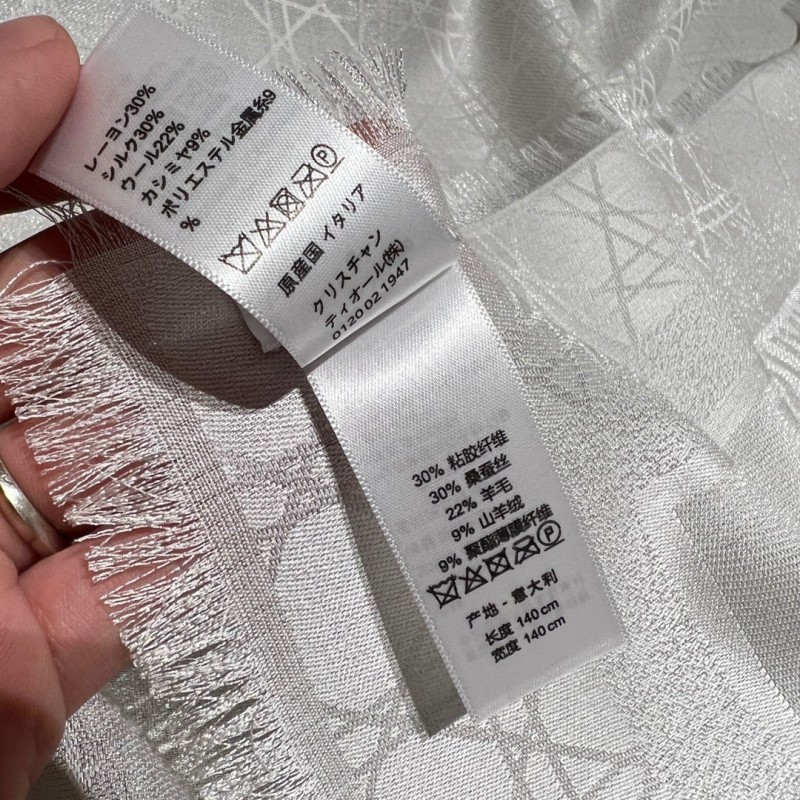 レーヨン30%
シルク30%
ウール22%
カシミヤ9%
ポリエステル金属糸9
%
P
原産国 イタリア
クリスチャン
ディオール(株)
0120 02 1947
30% 粘胶纤维
30% 桑蚕丝
22% 羊毛
9% 山羊绒
9% 聚酯薄膜纤维
P
产地 - 意大利
长度 140 cm
宽度 140 cm